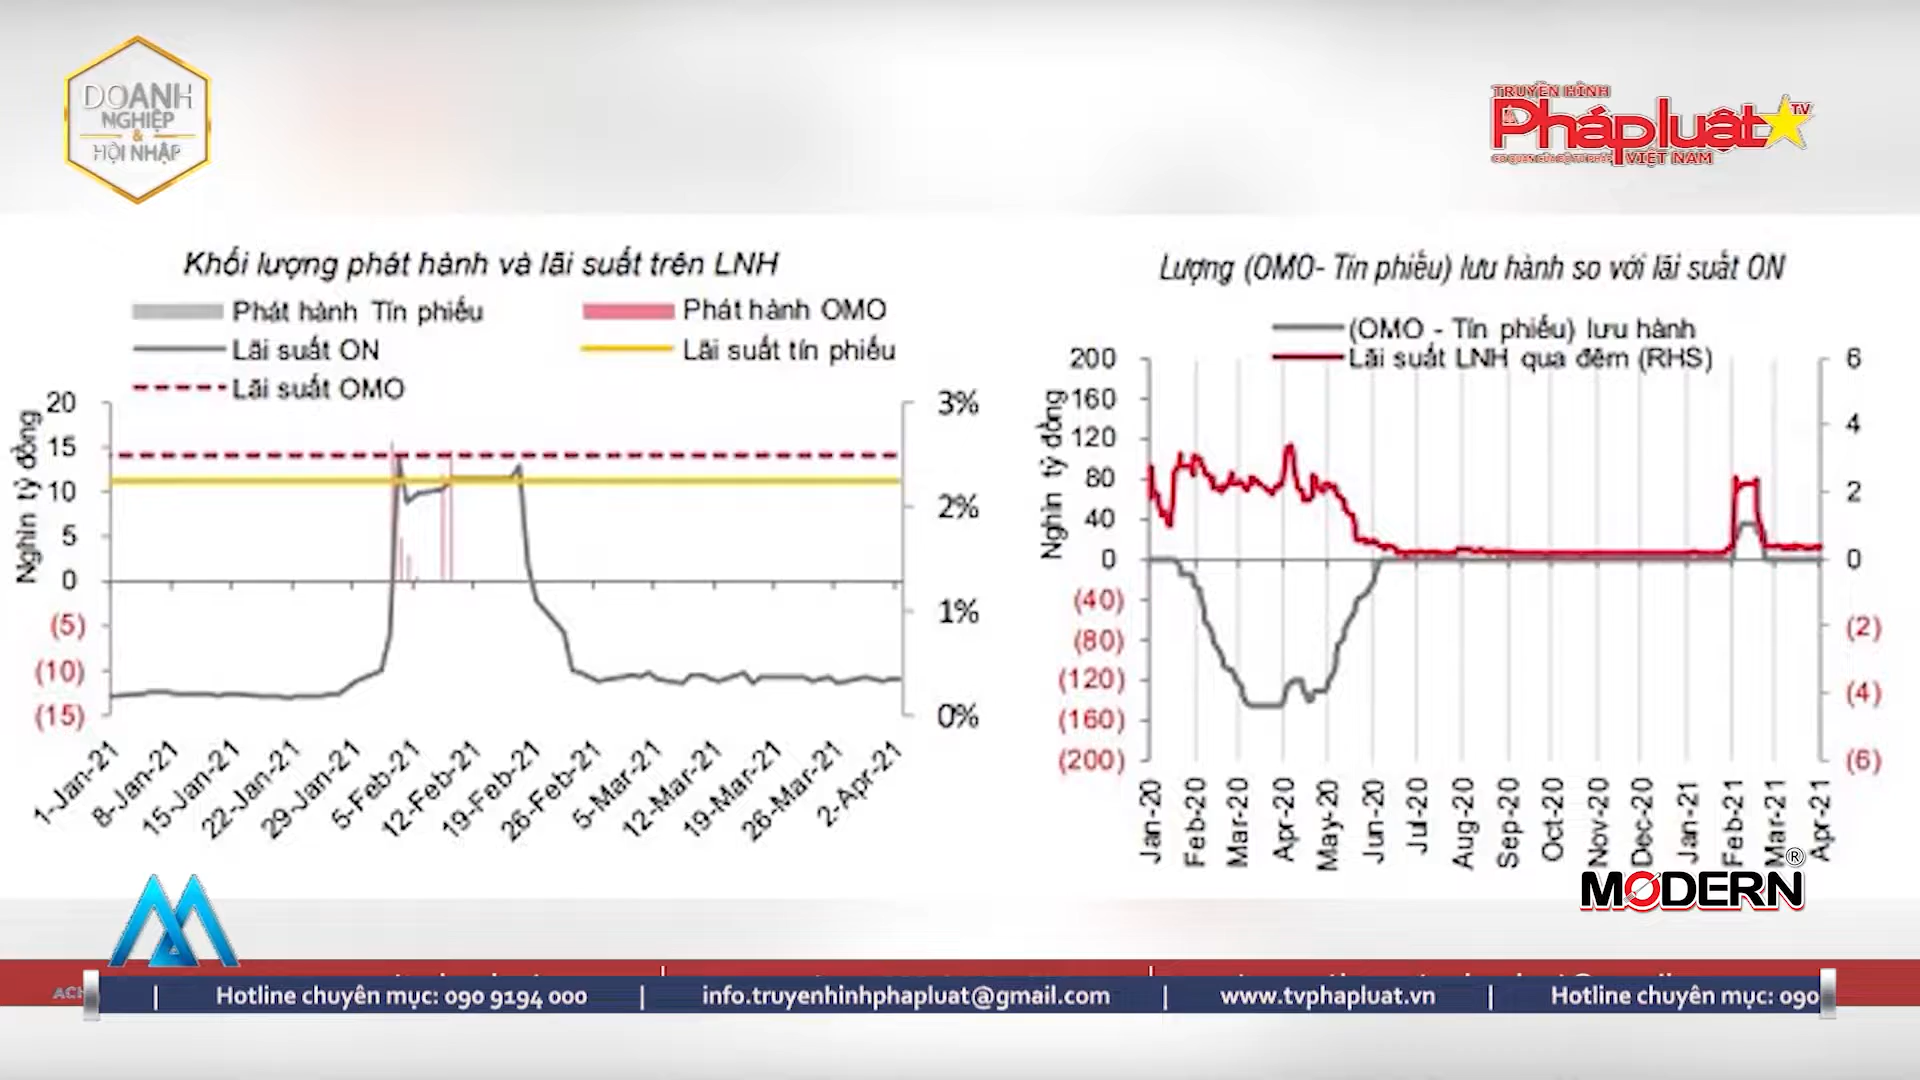 DOANH
NGHIỆP
&
HỘI NHẬP
TRUYỀN HÌNH
Pháp luật TV
CƠ QUAN CỦA BỘ TƯ PHÁP VIỆT NAM
Khối lượng phát hành và lãi suất trên LNH
Phát hành Tín phiếu
Phát hành OMO
Lãi suất ON
Lãi suất tín phiếu
Lãi suất OMO
Nghìn tỷ đồng
20
15
10
5
0
(5)
(10)
(15)
3%
2%
1%
0%
1-Jan-21
8-Jan-21
15-Jan-21
22-Jan-21
29-Jan-21
5-Feb-21
12-Feb-21
19-Feb-21
26-Feb-21
5-Mar-21
12-Mar-21
19-Mar-21
26-Mar-21
2-Apr-21
Lượng (OMO- Tín phiếu) lưu hành so với lãi suất ON
(OMO - Tín phiếu) lưu hành
Lãi suất LNH qua đêm (RHS)
Nghìn tỷ đồng
200
160
120
80
40
0
(40)
(80)
(120)
(160)
(200)
6
4
2
0
(2)
(4)
(6)
Jan-20
Feb-20
Mar-20
Apr-20
May-20
Jun-20
Jul-20
Aug-20
Sep-20
Oct-20
Nov-20
Dec-20
Jan-21
Feb-21
Mar-21
Apr-21
MODERN®
ACH
| Hotline chuyên mục: 090 9194 000 | info.truyenhinhphapluat@gmail.com | www.tvphapluat.vn | Hotline chuyên mục: 090